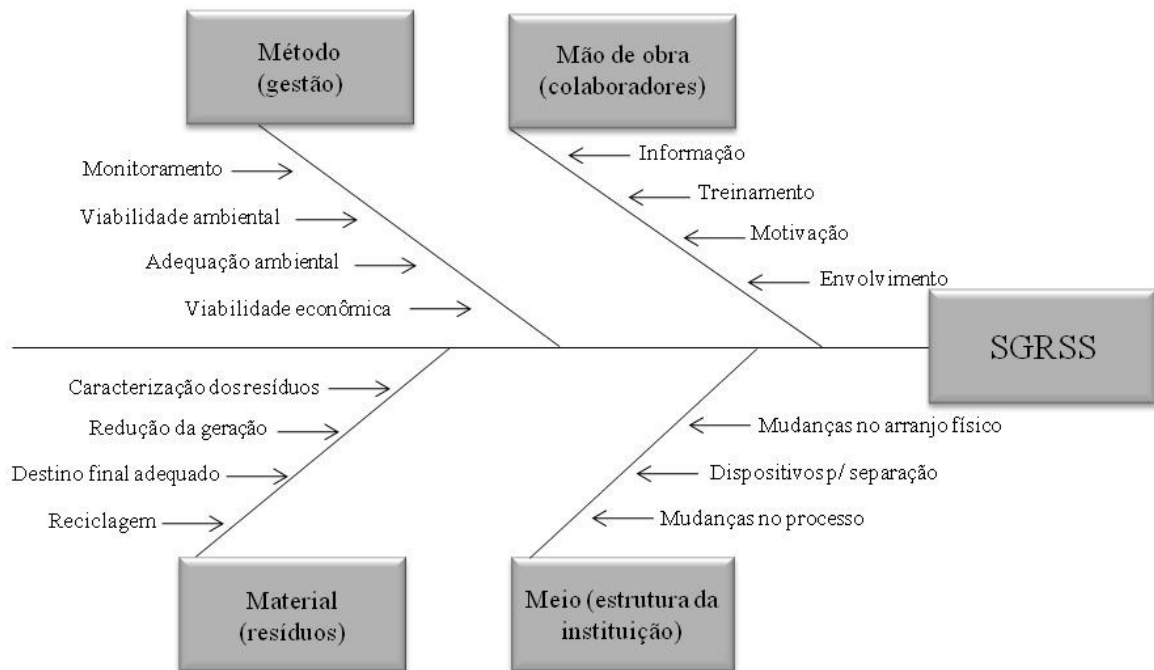 Método
(gestão)
Mão de obra
(colaboradores)
Monitoramento
Viabilidade ambiental
Adequação ambiental
Viabilidade econômica
Informação
Treinamento
Motivação
Envolvimento
SGRSS
Caracterização dos resíduos
Redução da geração
Destino final adequado
Reciclagem
Mudanças no arranjo físico
Dispositivos p/ separação
Mudanças no processo
Material
(resíduos)
Meio (estrutura da
instituição)